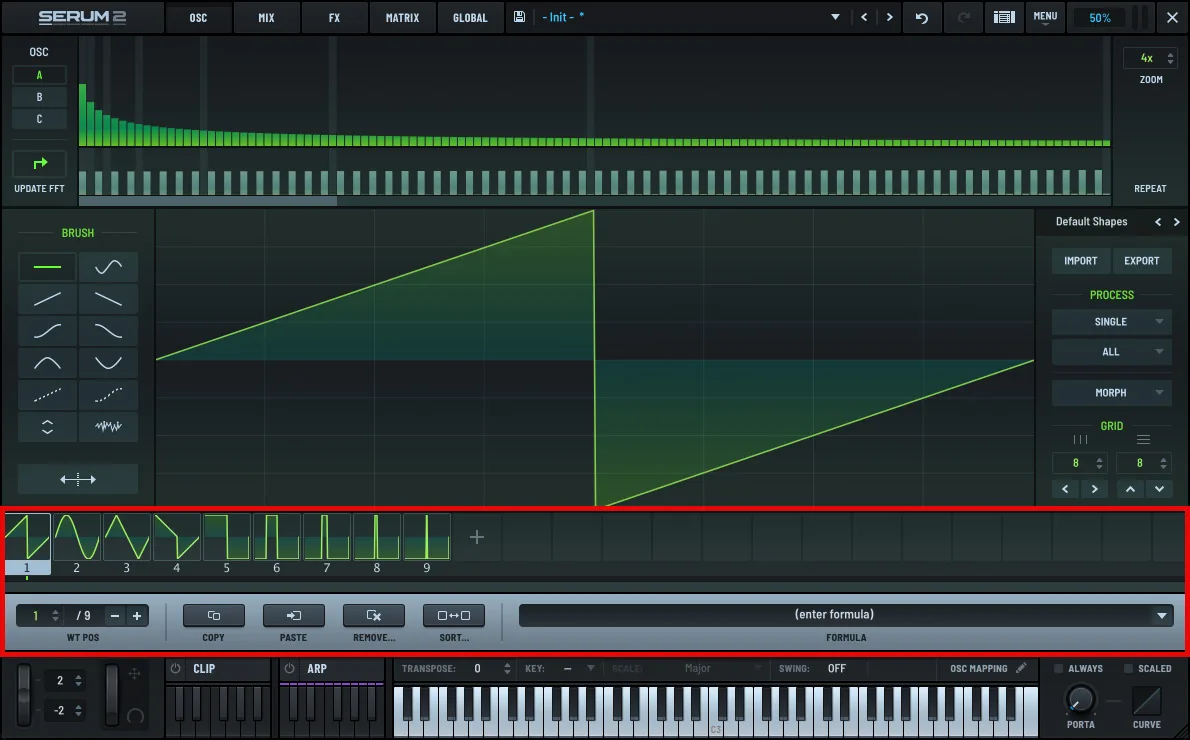 SERUM 2 OSC MIX FX MATRIX GLOBAL - Init - * MENU 50%
OSC
A
B
C
UPDATE FFT
4x
ZOOM
REPEAT
BRUSH
Default Shapes
IMPORT EXPORT
PROCESS
SINGLE
ALL
MORPH
GRID
8 8
1 2 3 4 5 6 7 8 9
1 / 9 - +
WT POS
COPY PASTE REMOVE... SORT...
(enter formula)
FORMULA
2
-2
CLIP ARP TRANSPOSE: 0 KEY: – SCALE: Major SWING: OFF OSC MAPPING ALWAYS SCALED
C3
PORTA CURVE